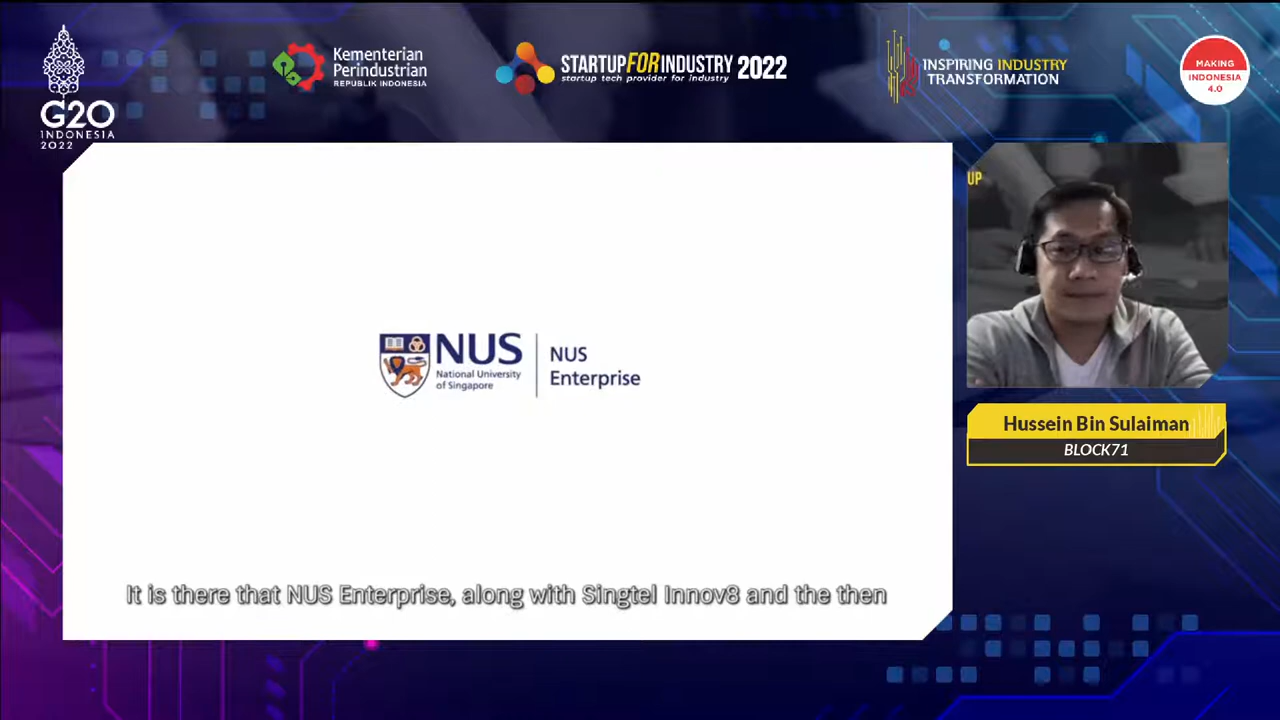 G20
INDONESIA
2022
Kementerian
Perindustrian
REPUBLIK INDONESIA
STARTUPFORINDUSTRY 2022
startup tech provider for industry
INSPIRING INDUSTRY
TRANSFORMATION
MAKING
INDONESIA
4.0
UP
NUS
National University
of Singapore
NUS
Enterprise
Hussein Bin Sulaiman
BLOCK71
It is there that NUS Enterprise, along with Singtel Innov8 and the then